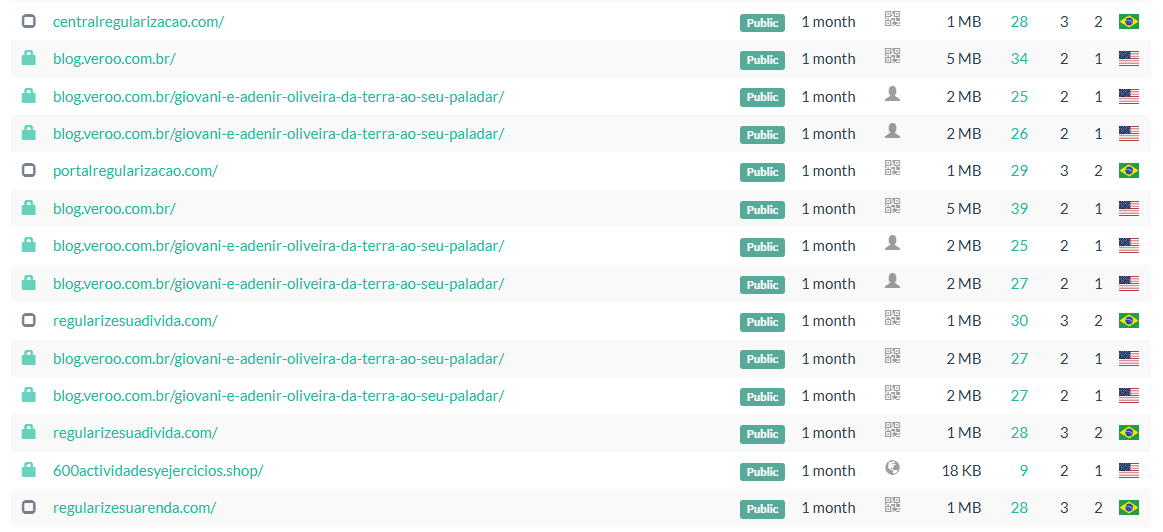 centralregularizacao.com/ Public 1 month 1 MB 28 3 2
blog.veroo.com.br/ Public 1 month 5 MB 34 2 1
blog.veroo.com.br/giovani-e-adenir-oliveira-da-terra-ao-seu-paladar/ Public 1 month 2 MB 25 2 1
blog.veroo.com.br/giovani-e-adenir-oliveira-da-terra-ao-seu-paladar/ Public 1 month 2 MB 26 2 1
portalregularizacao.com/ Public 1 month 1 MB 29 3 2
blog.veroo.com.br/ Public 1 month 5 MB 39 2 1
blog.veroo.com.br/giovani-e-adenir-oliveira-da-terra-ao-seu-paladar/ Public 1 month 2 MB 25 2 1
blog.veroo.com.br/giovani-e-adenir-oliveira-da-terra-ao-seu-paladar/ Public 1 month 2 MB 27 2 1
regularizesuadivida.com/ Public 1 month 1 MB 30 3 2
blog.veroo.com.br/giovani-e-adenir-oliveira-da-terra-ao-seu-paladar/ Public 1 month 2 MB 27 2 1
blog.veroo.com.br/giovani-e-adenir-oliveira-da-terra-ao-seu-paladar/ Public 1 month 2 MB 27 2 1
regularizesuadivida.com/ Public 1 month 1 MB 28 3 2
600actividadesyejercicios.shop/ Public 1 month 18 KB 9 2 1
regularizesuarenda.com/ Public 1 month 1 MB 28 3 2